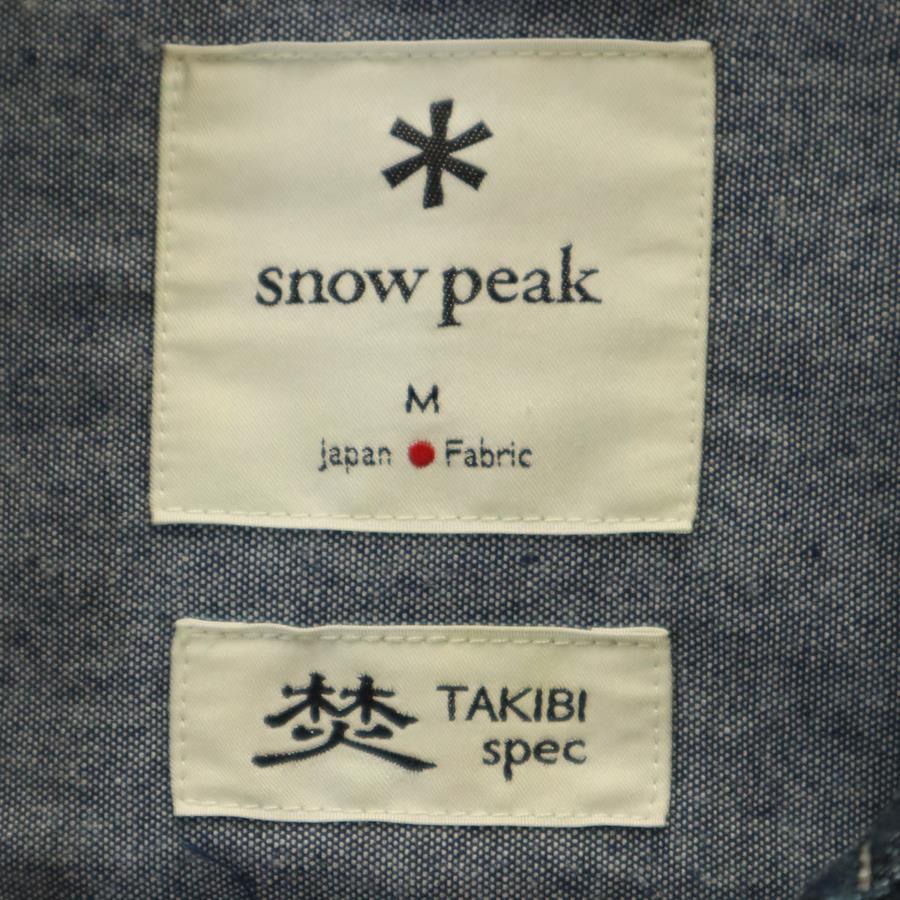 snow peak
M
Japan Fabric
焚 TAKIBI
spec